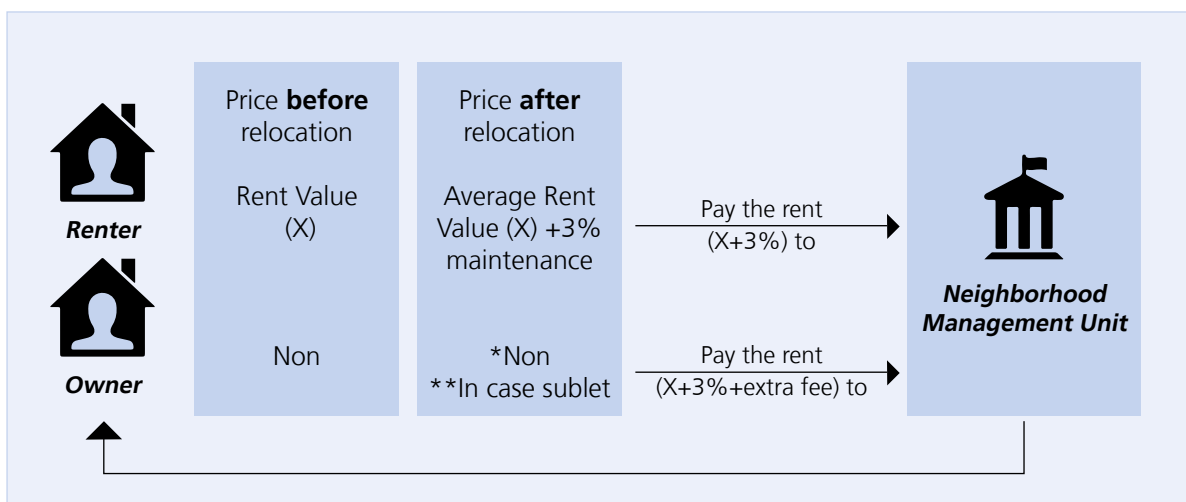 Price before
relocation
Price after
relocation
Renter
Rent Value
(X)
Average Rent
Value (X) +3%
maintenance
Pay the rent
(X+3%) to
Neighborhood
Management Unit
Owner
Non
*Non
**In case sublet
Pay the rent
(X+3%+extra fee) to